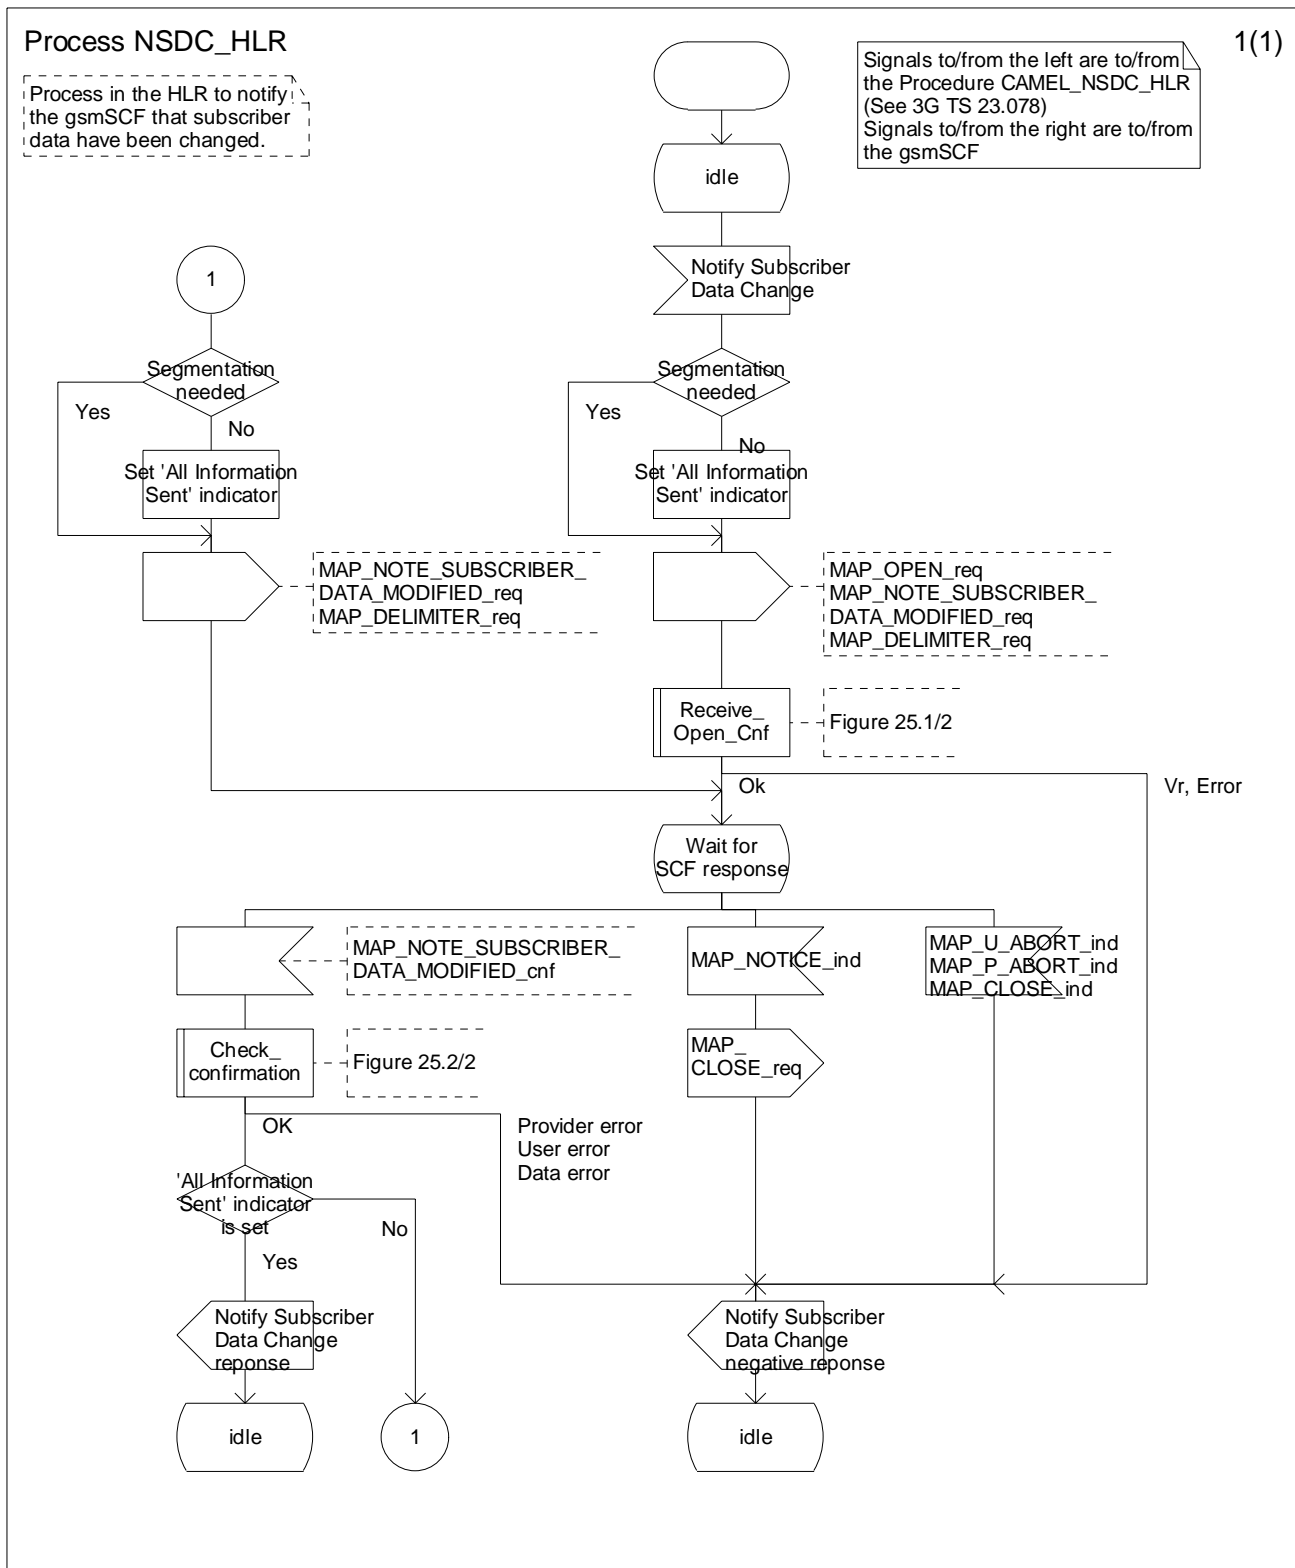 Process NSDC_HLR
1(1)
Process in the HLR to notify
the gsmSCF that subscriber
data have been changed.
Signals to/from the left are to/from
the Procedure CAMEL_NSDC_HLR
(See 3G TS 23.078)
Signals to/from the right are to/from
the gsmSCF
idle
Notify Subscriber
Data Change
1
Segmentation
needed
Yes
No
Set 'All Information
Sent' indicator
Segmentation
needed
Yes
No
Set 'All Information
Sent' indicator
MAP_NOTE_SUBSCRIBER_
DATA_MODIFIED_req
MAP_DELIMITER_req
MAP_OPEN_req
MAP_NOTE_SUBSCRIBER_
DATA_MODIFIED_req
MAP_DELIMITER_req
Receive_
Open_Cnf
Figure 25.1/2
Ok
Vr, Error
Wait for
SCF response
MAP_NOTE_SUBSCRIBER_
DATA_MODIFIED_cnf
MAP_NOTICE_ind
MAP_U_ABORT_ind
MAP_P_ABORT_ind
MAP_CLOSE_ind
Check_
confirmation
Figure 25.2/2
MAP_
CLOSE_req
OK
Provider error
User error
Data error
'All Information
Sent' indicator
is set
No
Yes
Notify Subscriber
Data Change
reponse
Notify Subscriber
Data Change
negative reponse
idle
1
idle